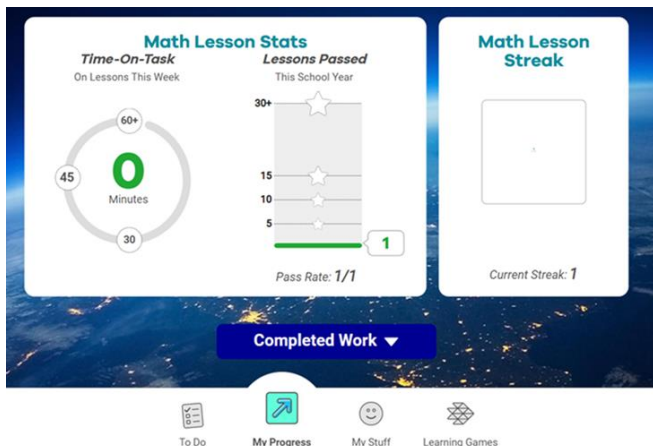 Math Lesson Stats
Time-On-Task
On Lessons This Week
60+
45
0
Minutes
30
Lessons Passed
This School Year
30+
15
10
5
1
Pass Rate: 1/1
Math Lesson
Streak
Current Streak: 1
Completed Work
To Do
My Progress
My Stuff
Learning Games